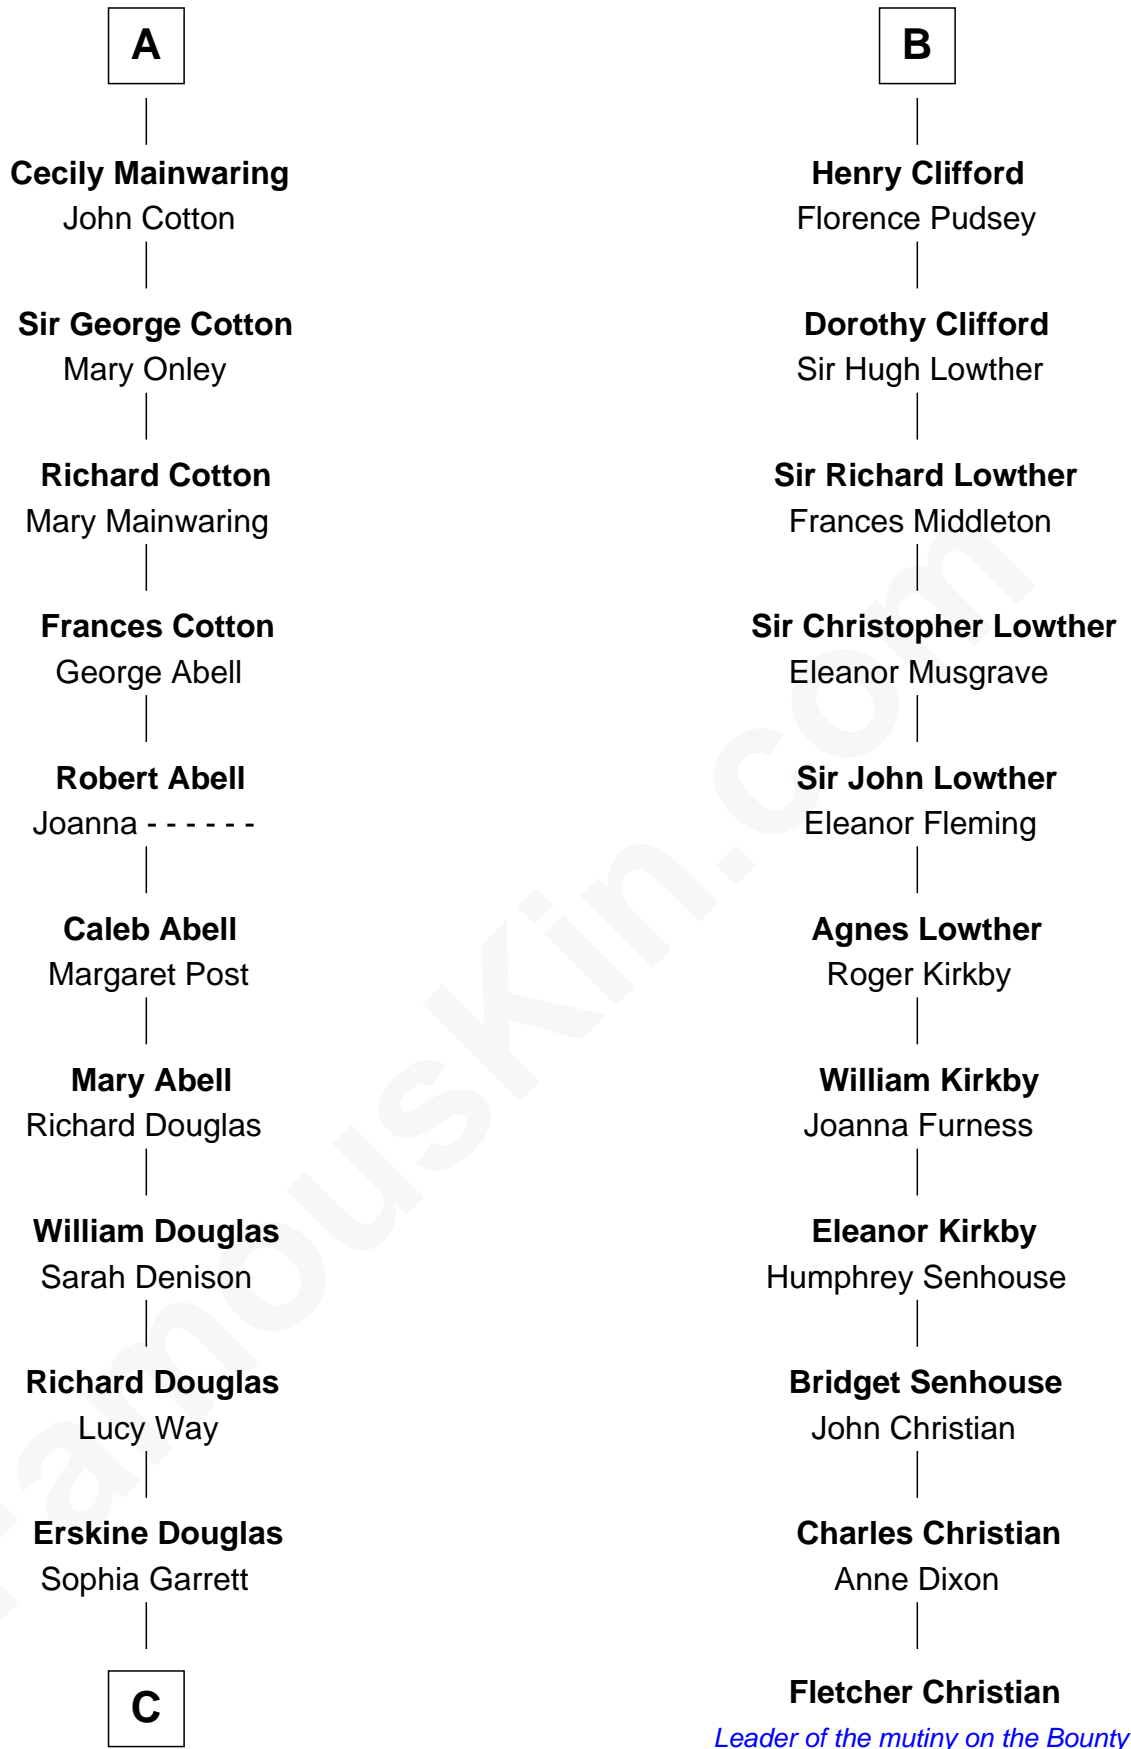 A
Cecily Mainwaring
John Cotton
Sir George Cotton
Mary Onley
Richard Cotton
Mary Mainwaring
Frances Cotton
George Abell
Robert Abell
Joanna - - - - - -
Caleb Abell
Margaret Post
Mary Abell
Richard Douglas
William Douglas
Sarah Denison
Richard Douglas
Lucy Way
Erskine Douglas
Sophia Garrett
C
B
Henry Clifford
Florence Pudsey
Dorothy Clifford
Sir Hugh Lowther
Sir Richard Lowther
Frances Middleton
Sir Christopher Lowther
Eleanor Musgrave
Sir John Lowther
Eleanor Fleming
Agnes Lowther
Roger Kirkby
William Kirkby
Joanna Furness
Eleanor Kirkby
Humphrey Senhouse
Bridget Senhouse
John Christian
Charles Christian
Anne Dixon
Fletcher Christian
Leader of the mutiny on the Bounty
FamousKin.com